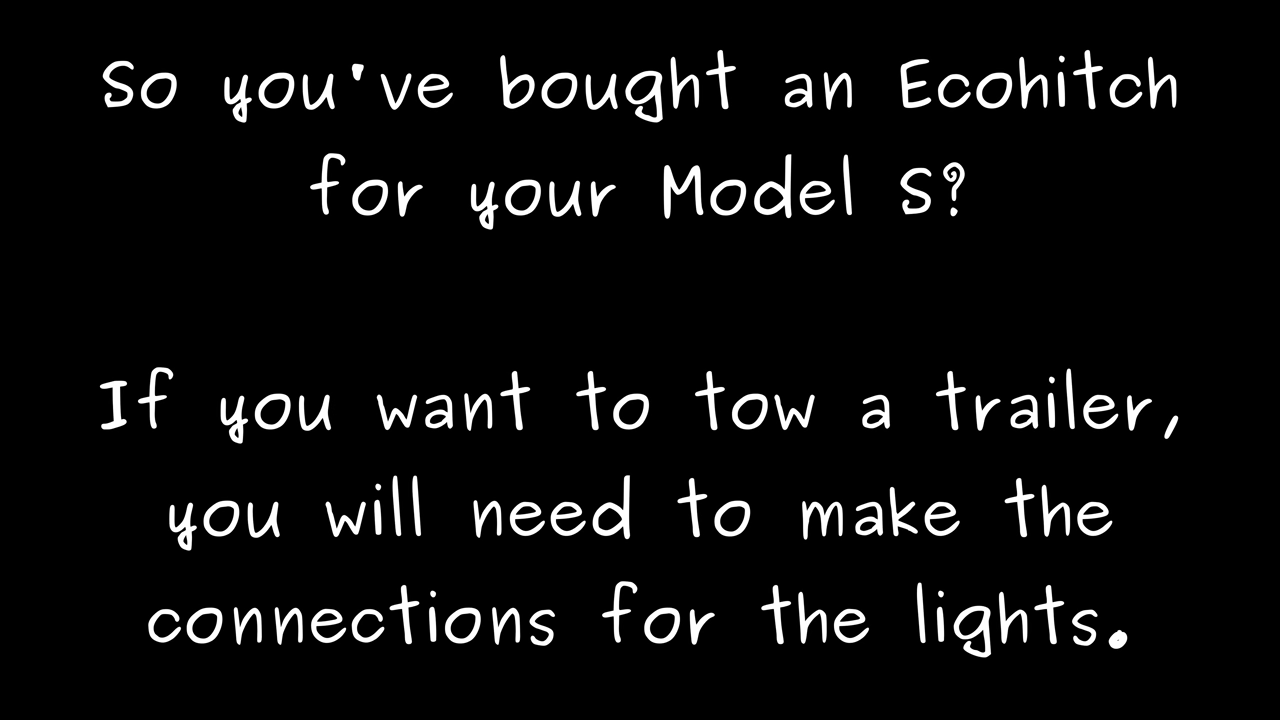 So you've bought an Ecohitch
for your Model S?
If you want to tow a trailer,
you will need to make the
connections for the lights.